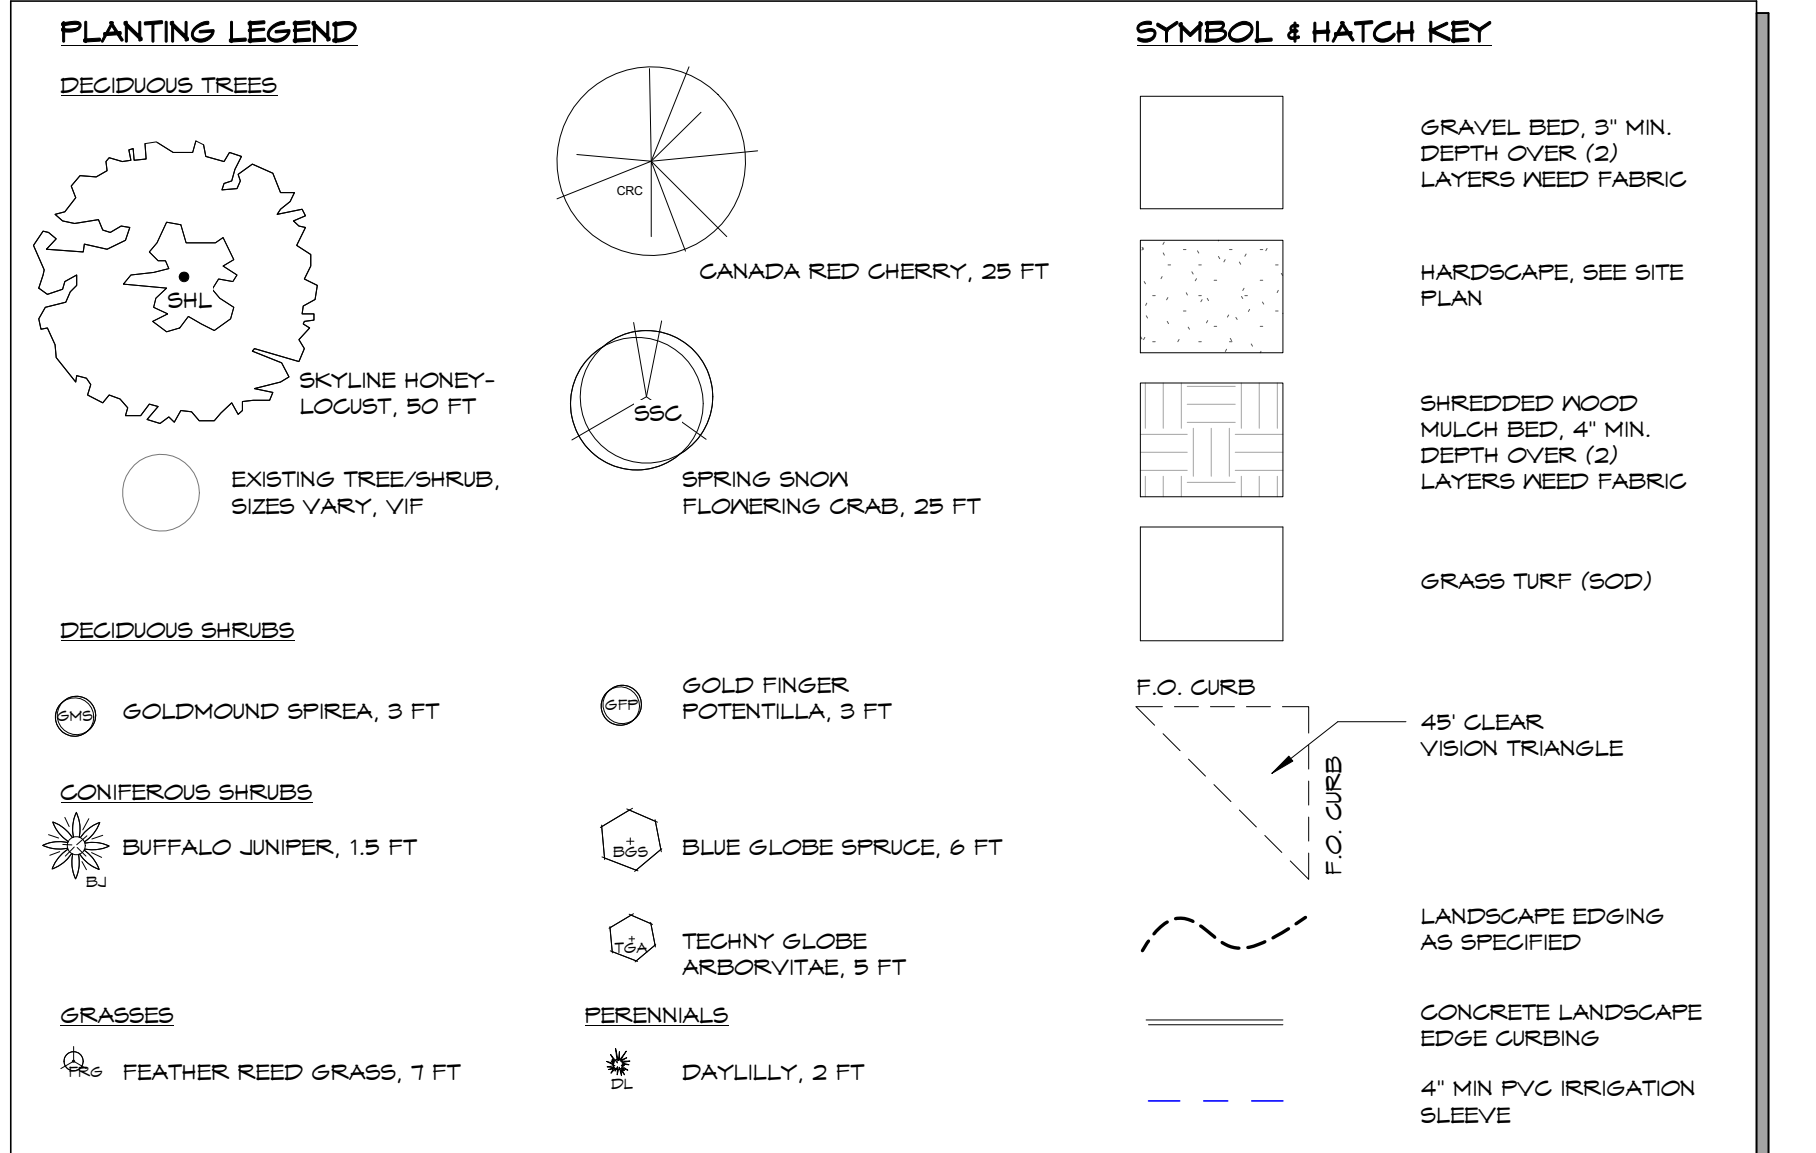 PLANTING LEGEND
DECIDUOUS TREES
SHL
SKYLINE HONEY-
LOCUST, 50 FT
EXISTING TREE/SHRUB,
SIZES VARY, VIF
CRC
CANADA RED CHERRY, 25 FT
SSC
SPRING SNOW
FLOWERING CRAB, 25 FT
DECIDUOUS SHRUBS
GMS
GOLDMOUND SPIREA, 3 FT
GFP
GOLD FINGER
POTENTILLA, 3 FT
CONIFEROUS SHRUBS
BJ
BUFFALO JUNIPER, 1.5 FT
BGS
BLUE GLOBE SPRUCE, 6 FT
TGA
TECHNY GLOBE
ARBORVITAE, 5 FT
GRASSES
FRG
FEATHER REED GRASS, 7 FT
PERENNIALS
DL
DAYLILLY, 2 FT
SYMBOL & HATCH KEY
GRAVEL BED, 3" MIN.
DEPTH OVER (2)
LAYERS WEED FABRIC
HARDSCAPE, SEE SITE
PLAN
SHREDDED WOOD
MULCH BED, 4" MIN.
DEPTH OVER (2)
LAYERS WEED FABRIC
GRASS TURF (SOD)
F.O. CURB
45' CLEAR
VISION TRIANGLE
F.O. CURB
LANDSCAPE EDGING
AS SPECIFIED
CONCRETE LANDSCAPE
EDGE CURBING
4" MIN PVC IRRIGATION
SLEEVE